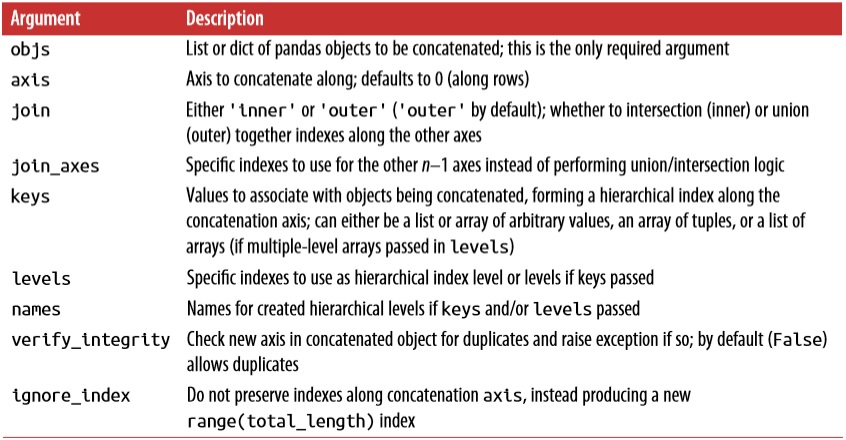 Argument Description
objs List or dict of pandas objects to be concatenated; this is the only required argument
axis Axis to concatenate along; defaults to 0 (along rows)
join Either 'inner' or 'outer' ('outer' by default); whether to intersection (inner) or union
(outer) together indexes along the other axes
join_axes Specific indexes to use for the other n–1 axes instead of performing union/intersection logic
keys Values to associate with objects being concatenated, forming a hierarchical index along the
concatenation axis; can either be a list or array of arbitrary values, an array of tuples, or a list of
arrays (if multiple-level arrays passed in levels)
levels Specific indexes to use as hierarchical index level or levels if keys passed
names Names for created hierarchical levels if keys and/or levels passed
verify_integrity Check new axis in concatenated object for duplicates and raise exception if so; by default (False)
allows duplicates
ignore_index Do not preserve indexes along concatenation axis, instead producing a new
range(total_length) index